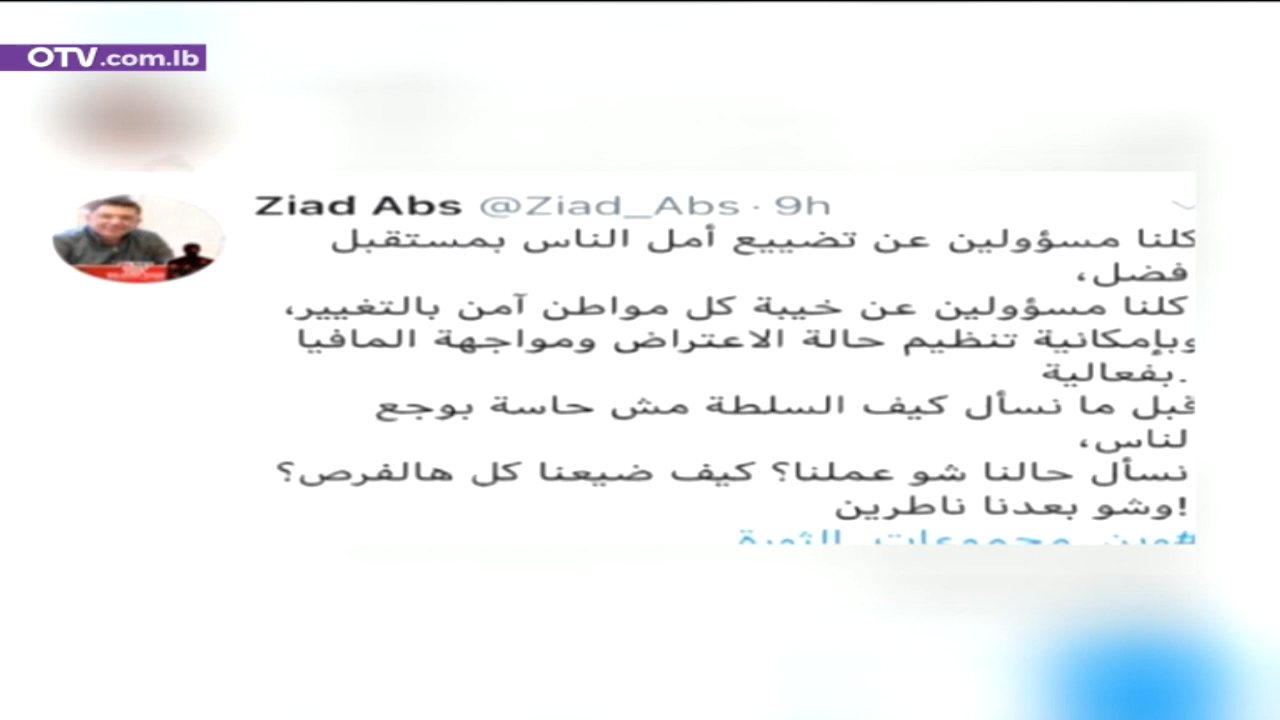 OTV.com.lb
Ziad Abs @Ziad_Abs · 9h
كلنا مسؤولين عن تضييع أمل الناس بمستقبل
فضل،
كلنا مسؤولين عن خيبة كل مواطن آمن بالتغيير،
وبإمكانية تنظيم حالة الاعتراض ومواجهة المافيا
بفعالية.
قبل ما نسأل كيف السلطة مش حاسة بوجع
لناس،
نسأل حالنا شو عملنا؟ كيف ضيعنا كل هالفرص؟
وشو بعدنا ناطرين!
#وين_مجموعات_الثورة